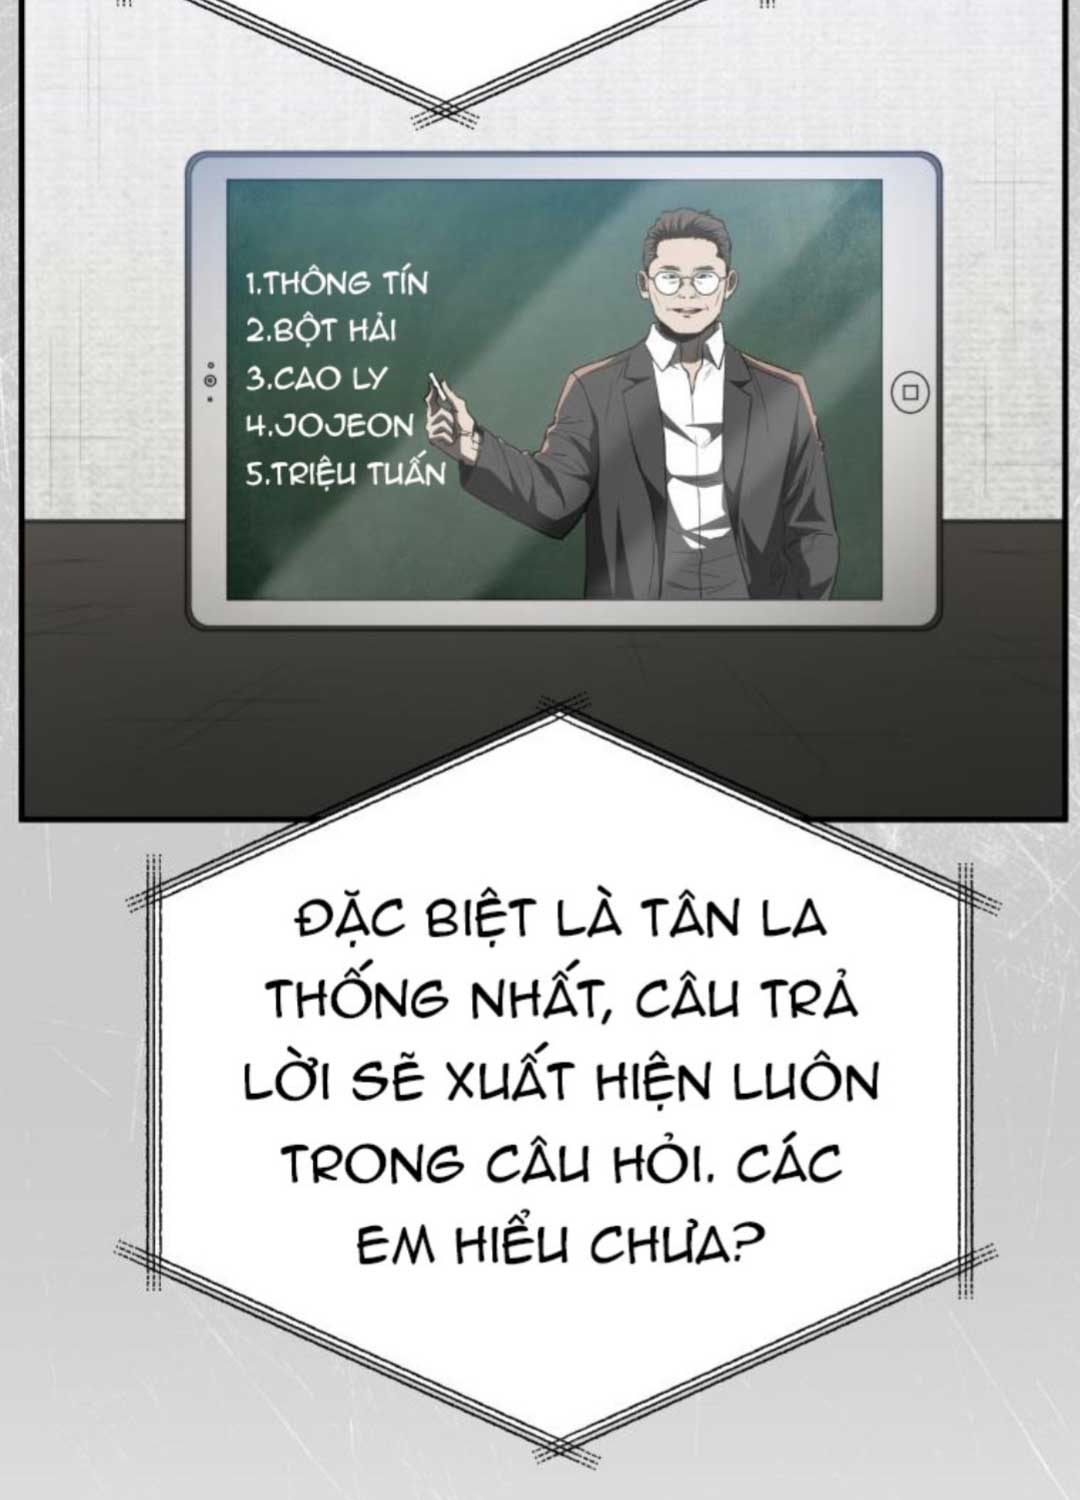 1.THÔNG TÍN
2.BỘT HẢI
3.CAO LY
4.JOJEON
5.TRIỆU TUẤN
ĐẶC BIỆT LÀ TÂN LA
THỐNG NHẤT, CÂU TRẢ
LỜI SẼ XUẤT HIỆN LUÔN
TRONG CÂU HỎI. CÁC
EM HIỂU CHƯA?